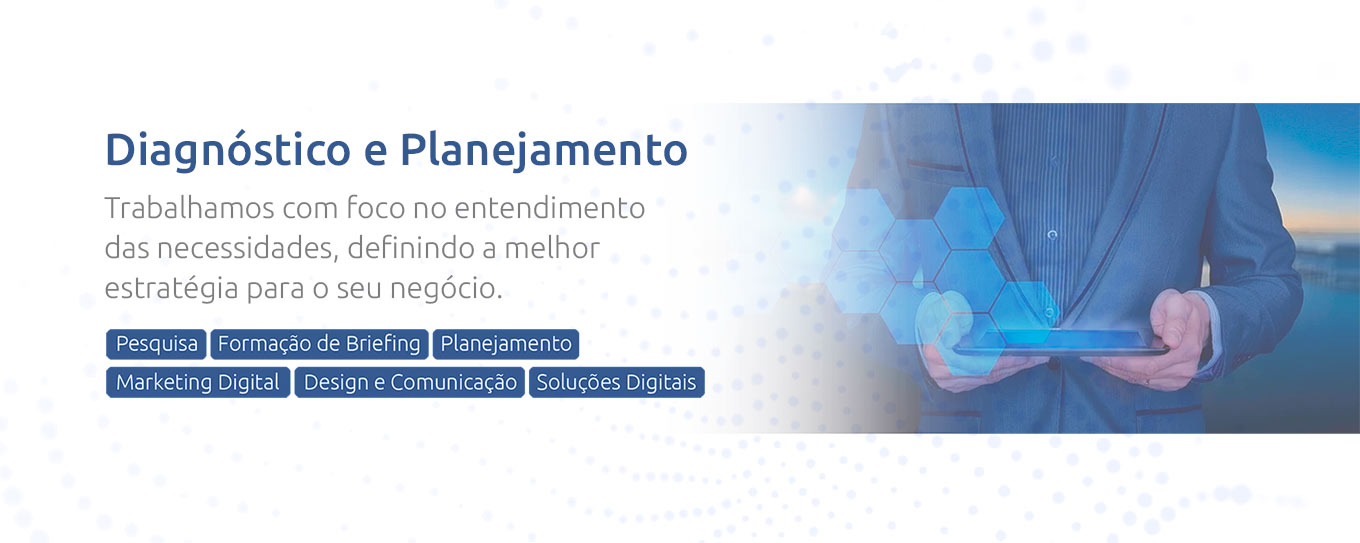 Diagnóstico e Planejamento
Trabalhamos com foco no entendimento
das necessidades, definindo a melhor
estratégia para o seu negócio.
Pesquisa Formação de Briefing Planejamento
Marketing Digital Design e Comunicação Soluções Digitais